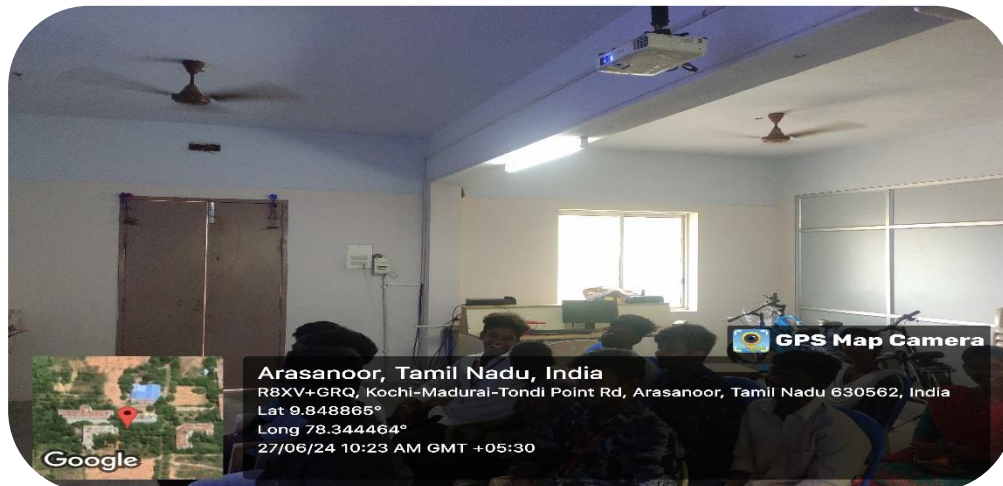 GPS Map Camera
Arasanoor, Tamil Nadu, India
R8XV+GRQ, Kochi-Madurai-Tondi Point Rd, Arasanoor, Tamil Nadu 630562, India
Lat 9.848865°
Long 78.344464°
27/06/24 10:23 AM GMT +05:30
Google